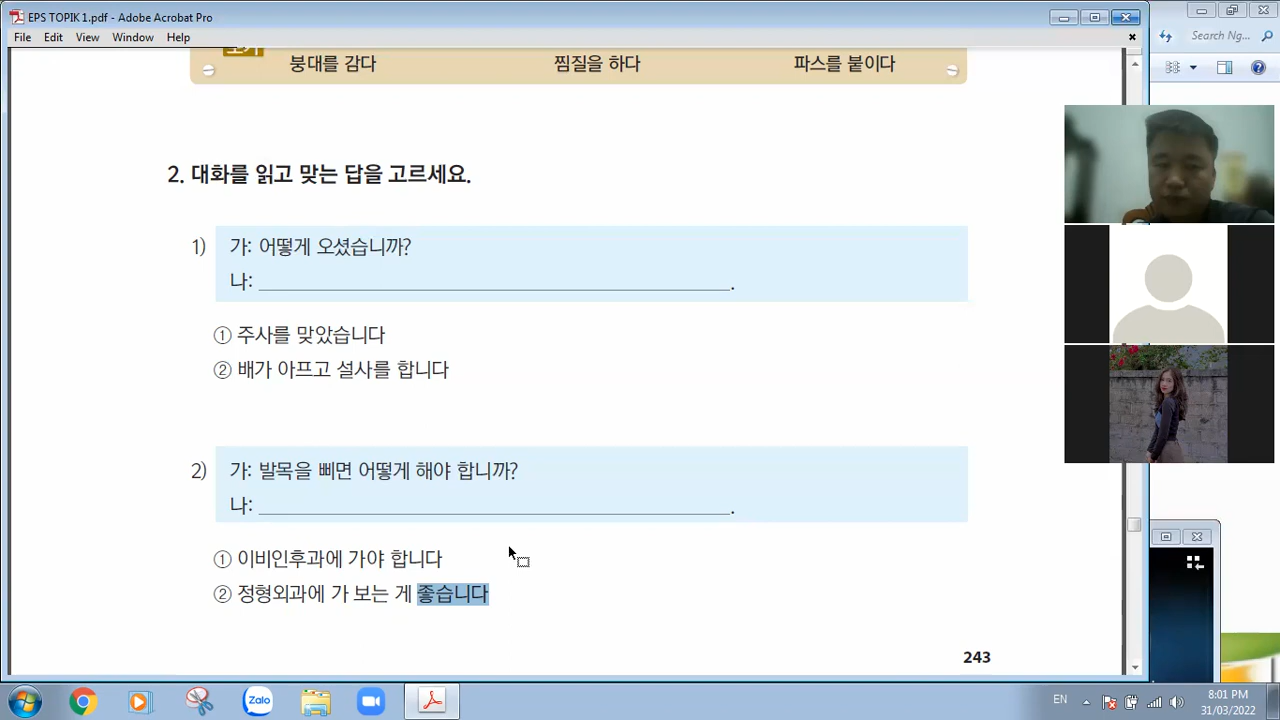 EPS TOPIK 1.pdf - Adobe Acrobat Pro
File Edit View Window Help
Search Ng...
붕대를 감다 찜질을 하다 파스를 붙이다
2. 대화를 읽고 맞는 답을 고르세요.
1) 가: 어떻게 오셨습니까?
나: .
① 주사를 맞았습니다
② 배가 아프고 설사를 합니다
2) 가: 발목을 삐면 어떻게 해야 합니까?
나: .
① 이비인후과에 가야 합니다
② 정형외과에 가 보는 게 좋습니다
243
Zalo
EN
8:01 PM
31/03/2022